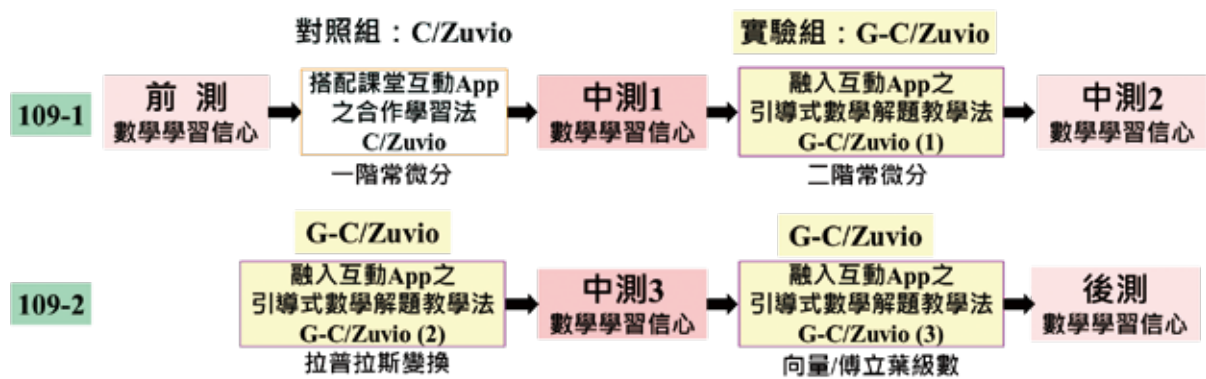 對照組：C/Zuvio
實驗組：G-C/Zuvio
109-1
前 測
數學學習信心
搭配課堂互動App
之合作學習法
C/Zuvio
一階常微分
中測1
數學學習信心
融入互動App之
引導式數學解題教學法
G-C/Zuvio (1)
二階常微分
中測2
數學學習信心
109-2
G-C/Zuvio
融入互動App之
引導式數學解題教學法
G-C/Zuvio (2)
拉普拉斯變換
中測3
數學學習信心
G-C/Zuvio
融入互動App之
引導式數學解題教學法
G-C/Zuvio (3)
向量/傅立葉級數
後測
數學學習信心